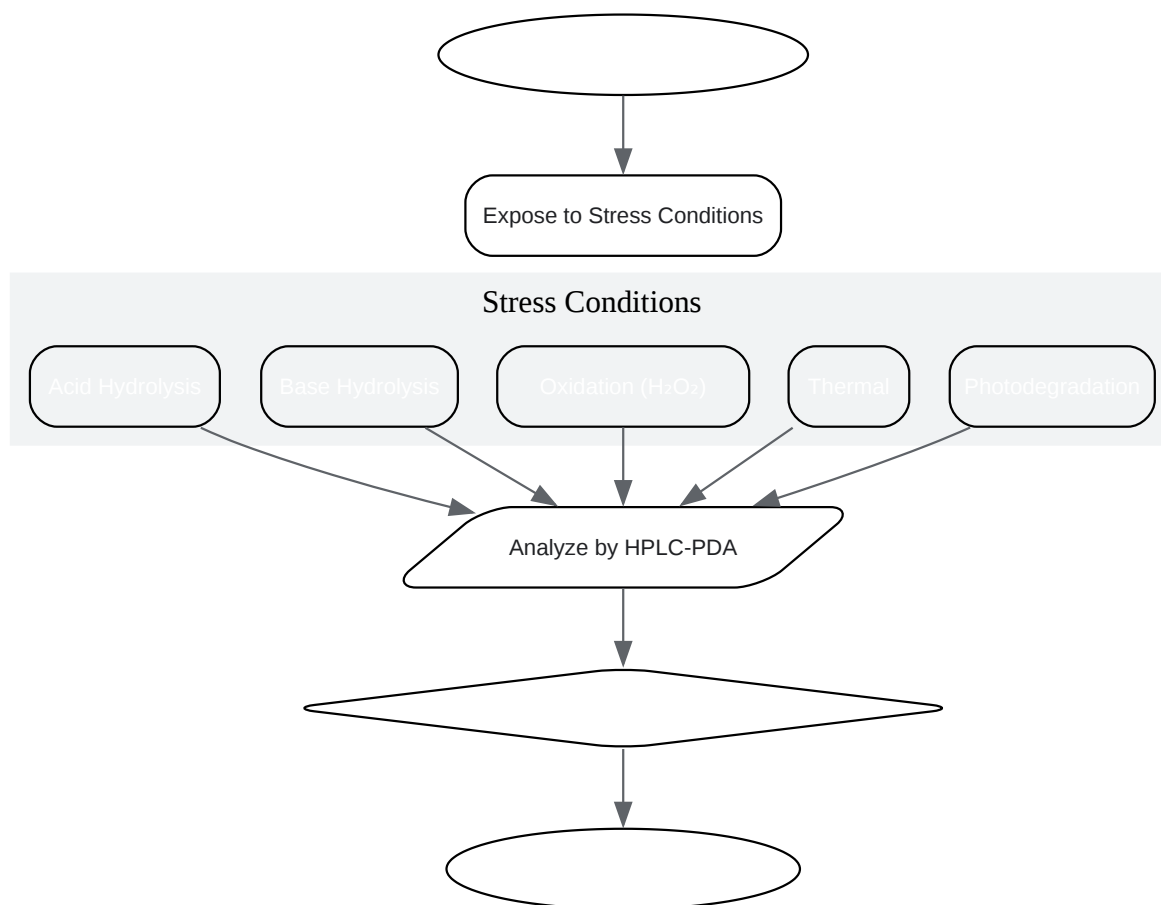 Expose to Stress Conditions
Stress Conditions
Acid Hydrolysis
Base Hydrolysis
Oxidation (H₂O₂)
Thermal
Photodegradation
Analyze by HPLC-PDA